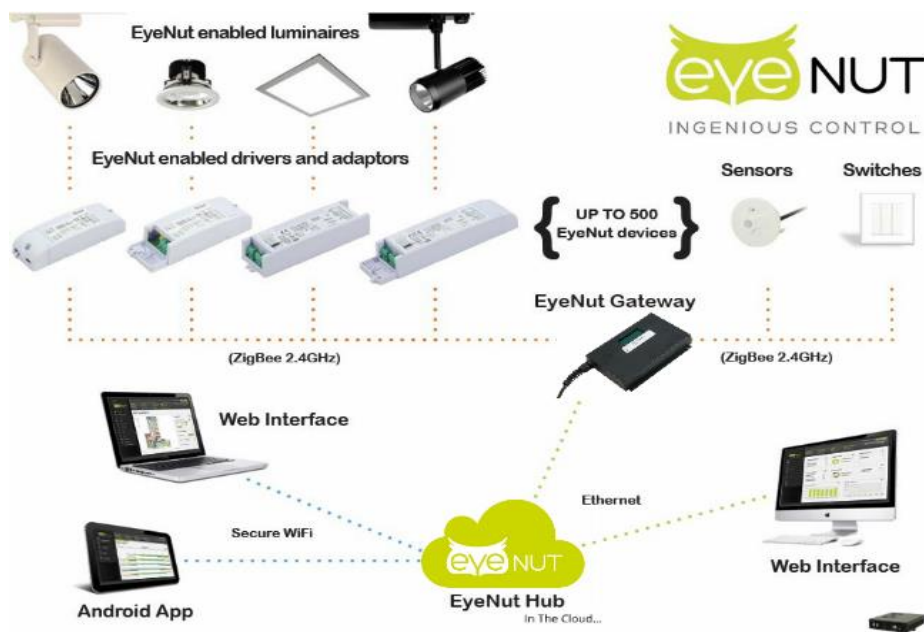 EyeNut enabled luminaires
eye NUT
INGENIOUS CONTROL
EyeNut enabled drivers and adaptors
Sensors
Switches
UP TO 500
EyeNut devices
EyeNut Gateway
(ZigBee 2.4GHz)
(ZigBee 2.4GHz)
Web Interface
Ethernet
Secure WiFi
eye NUT
Web Interface
Android App
EyeNut Hub
In The Cloud...